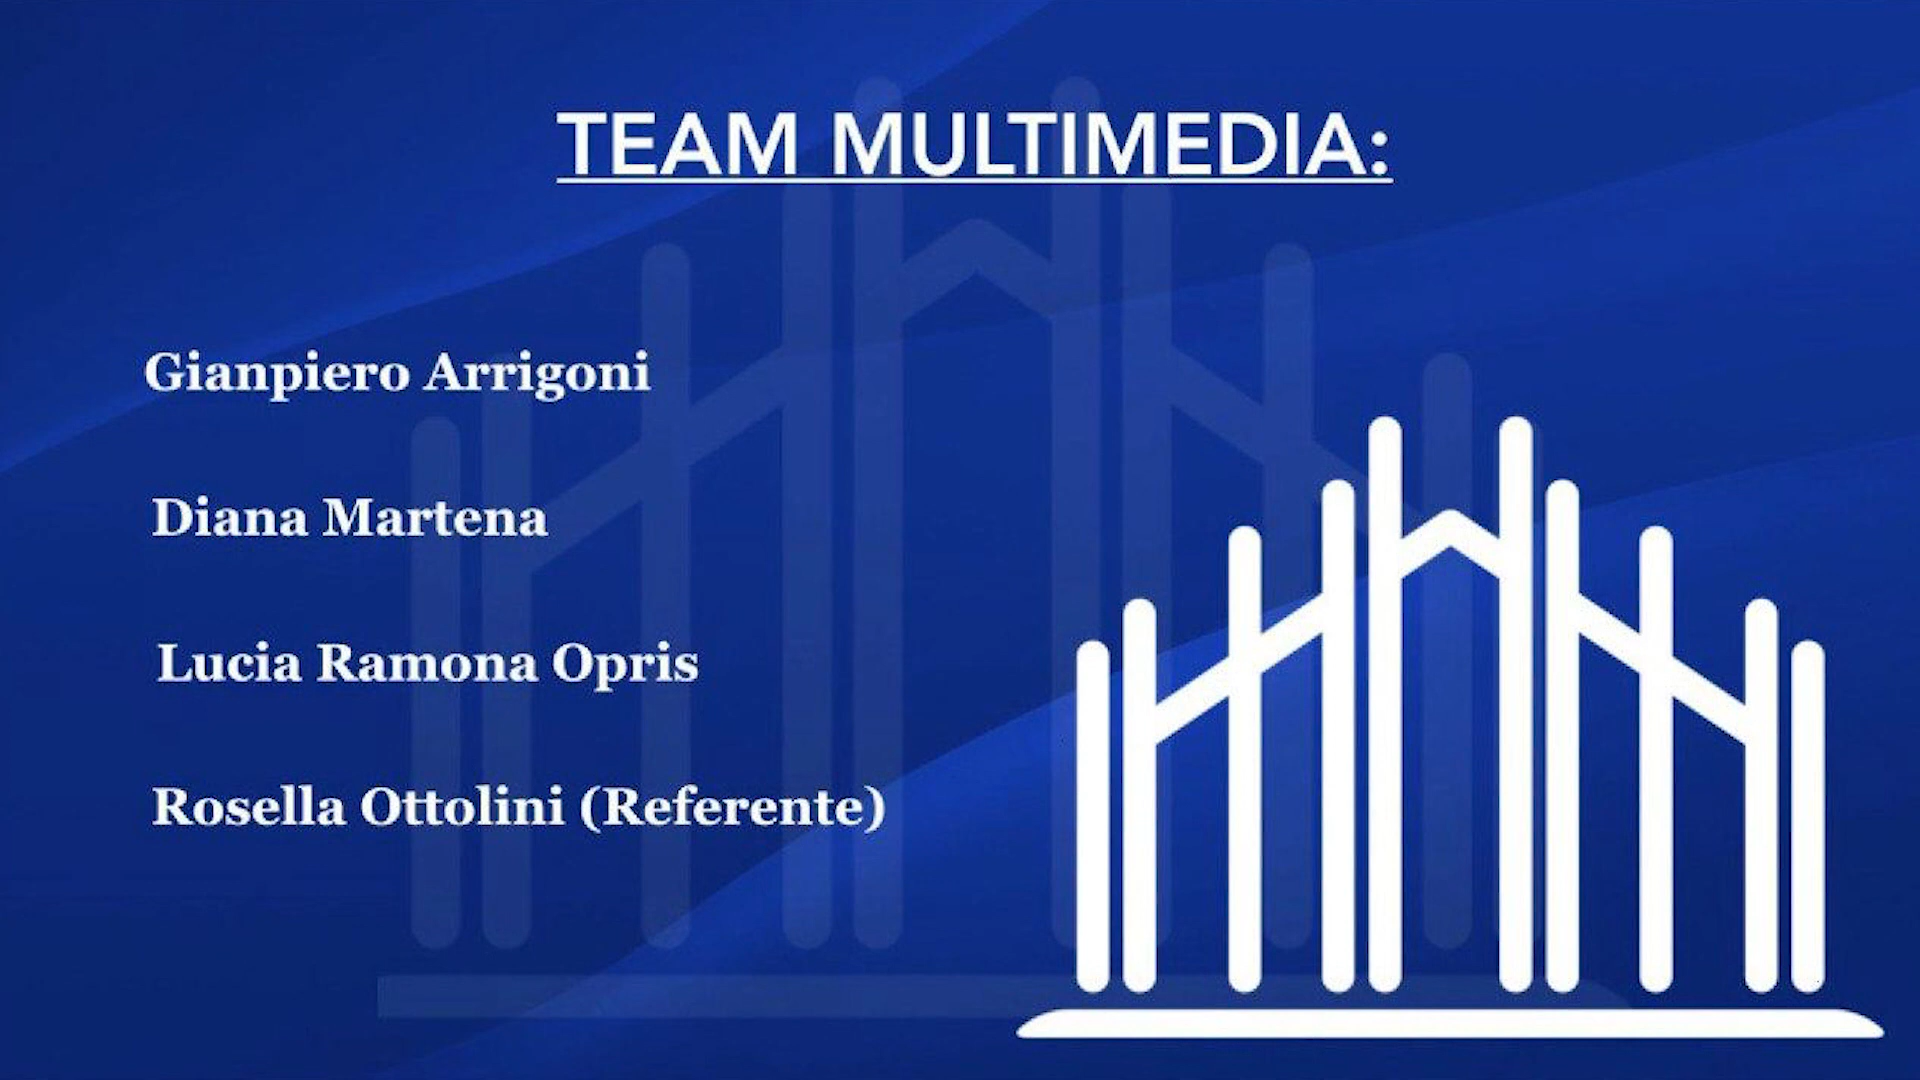 TEAM MULTIMEDIA:
Gianpiero Arrigoni
Diana Martena
Lucia Ramona Opris
Rosella Ottolini (Referente)